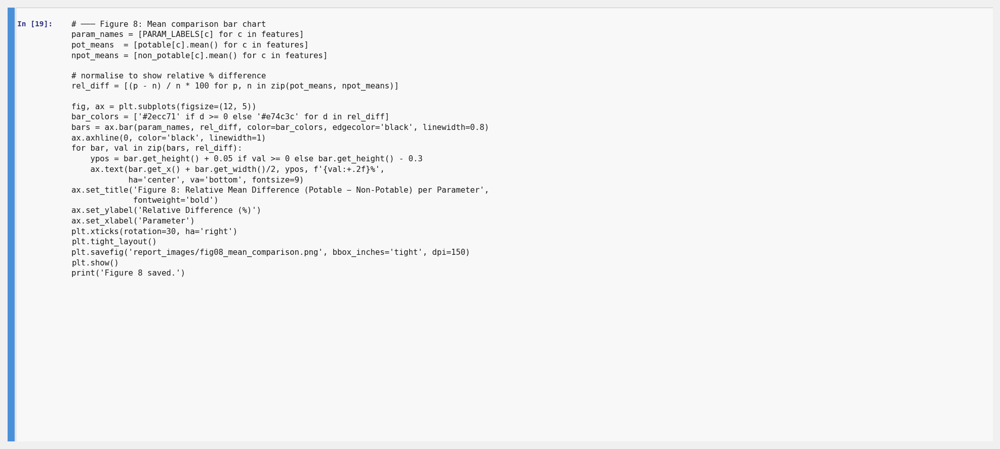 In [19]: # ─── Figure 8: Mean comparison bar chart
param_names = [PARAM_LABELS[c] for c in features]
pot_means  = [potable[c].mean() for c in features]
npot_means = [non_potable[c].mean() for c in features]

# normalise to show relative % difference
rel_diff = [(p - n) / n * 100 for p, n in zip(pot_means, npot_means)]

fig, ax = plt.subplots(figsize=(12, 5))
bar_colors = ['#2ecc71' if d >= 0 else '#e74c3c' for d in rel_diff]
bars = ax.bar(param_names, rel_diff, color=bar_colors, edgecolor='black', linewidth=0.8)
ax.axhline(0, color='black', linewidth=1)
for bar, val in zip(bars, rel_diff):
    ypos = bar.get_height() + 0.05 if val >= 0 else bar.get_height() - 0.3
    ax.text(bar.get_x() + bar.get_width()/2, ypos, f'{val:+.2f}%',
            ha='center', va='bottom', fontsize=9)
ax.set_title('Figure 8: Relative Mean Difference (Potable − Non-Potable) per Parameter',
             fontweight='bold')
ax.set_ylabel('Relative Difference (%)')
ax.set_xlabel('Parameter')
plt.xticks(rotation=30, ha='right')
plt.tight_layout()
plt.savefig('report_images/fig08_mean_comparison.png', bbox_inches='tight', dpi=150)
plt.show()
print('Figure 8 saved.')